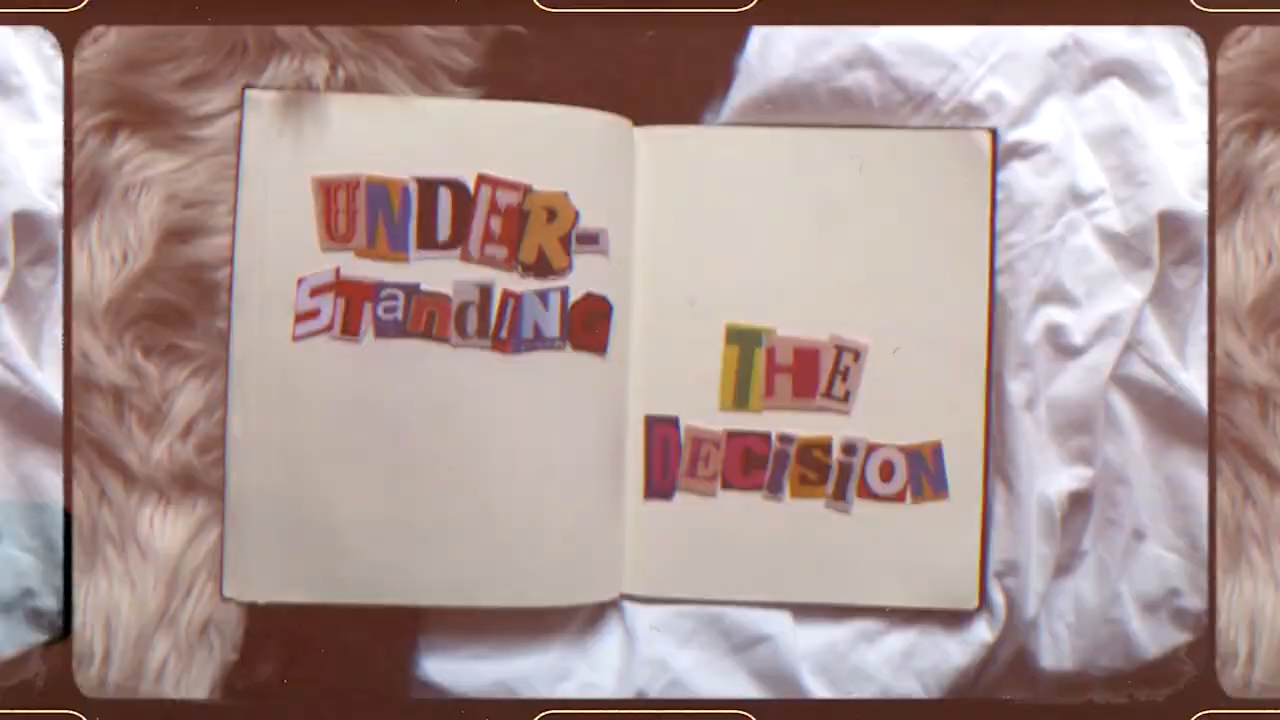 UNDER-
STandING
THE
DECiSiON